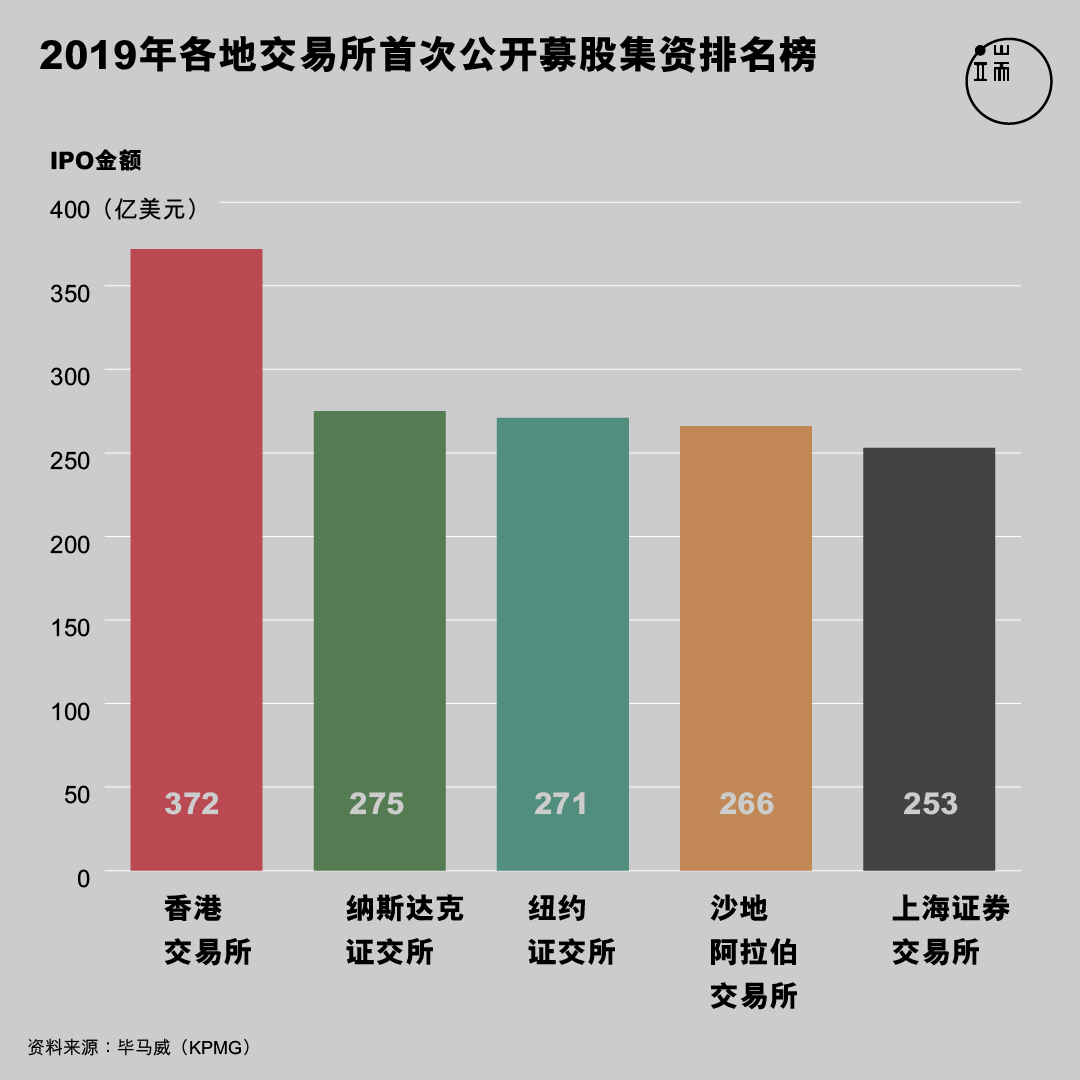 2019年各地交易所首次公开募股集资排名榜
端
IPO金额
400（亿美元）
350
300
250
200
150
100
50
0
372
275
271
266
253
香港
交易所
纳斯达克
证交所
纽约
证交所
沙地
阿拉伯
交易所
上海证券
交易所
资料来源：毕马威（KPMG）